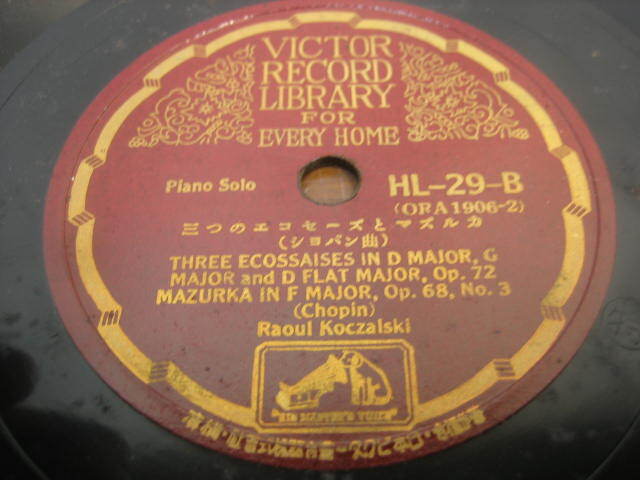 VICTOR
RECORD
LIBRARY
FOR
EVERY HOME
Piano Solo
HL-29-B
(ORA 1906-2)
三つのエコセーズとマズルカ
(ショパン曲)
THREE ECOSSAISES IN D MAJOR, G
MAJOR and D FLAT MAJOR, Op. 72
MAZURKA IN F MAJOR, Op. 68, No. 3
(Chopin)
Raoul Koczalski
"HIS MASTER'S VOICE"